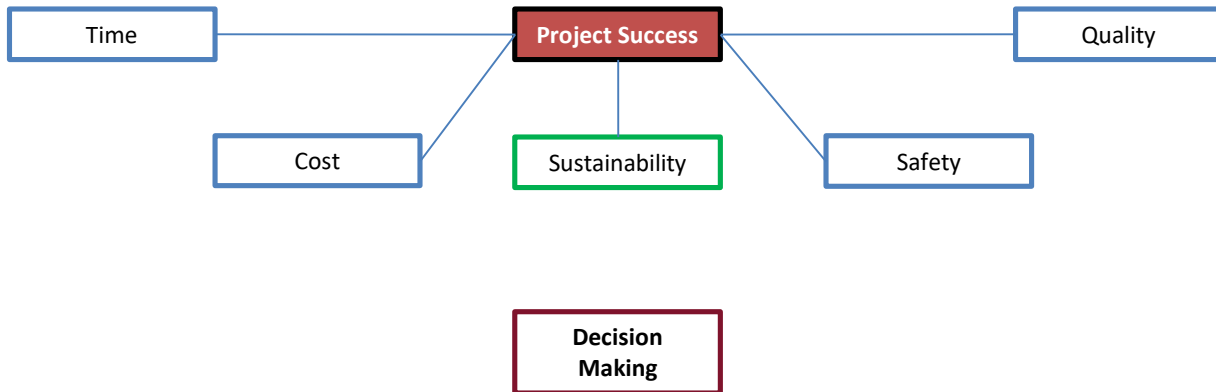 Time
Project Success
Quality
Cost
Sustainability
Safety
Decision
Making